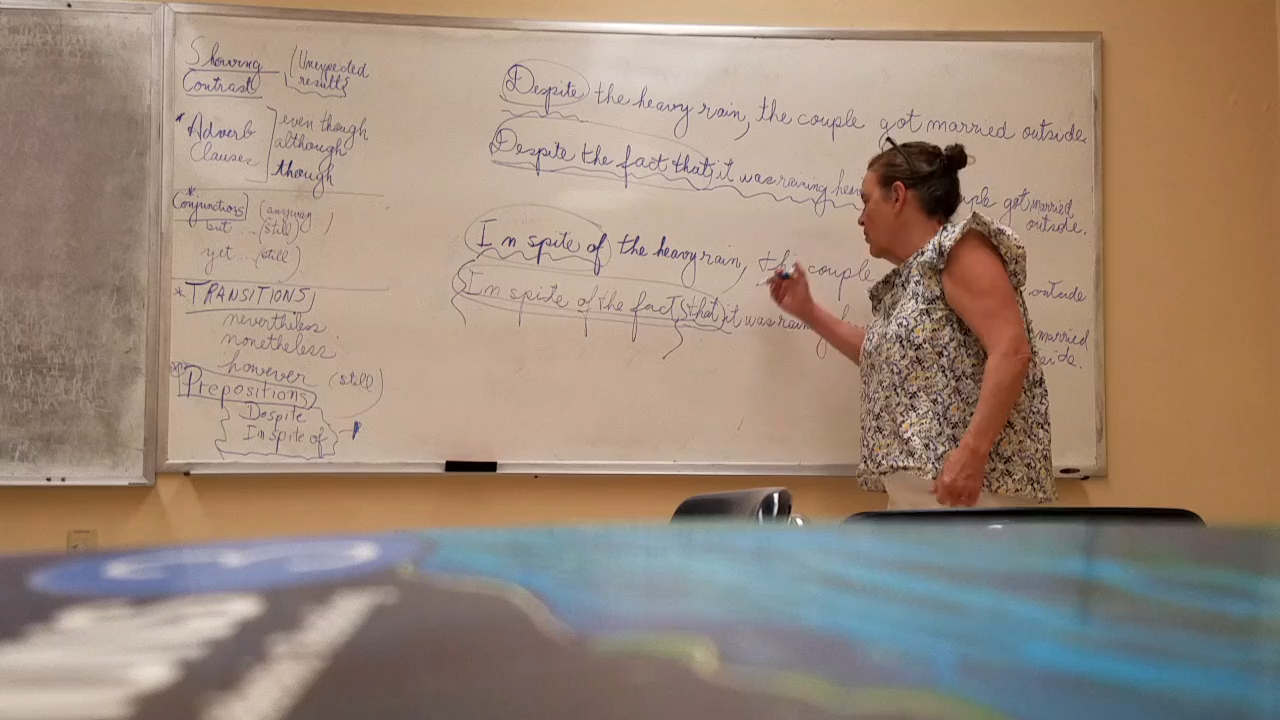 Showing (Unexpected
Contrast results
* Adverb even though
Clauses although
though
* Conjunctions (anyway)
but ... (still)
yet ... (still)
* TRANSITIONS
nevertheless
nonetheless
however (still)
Prepositions
Despite
In spite of
Despite the heavy rain, the couple got married outside.
Despite the fact that it was raining got married
outside.
In spite of the heavy rain, the couple outside
In spite of the fact that it was married